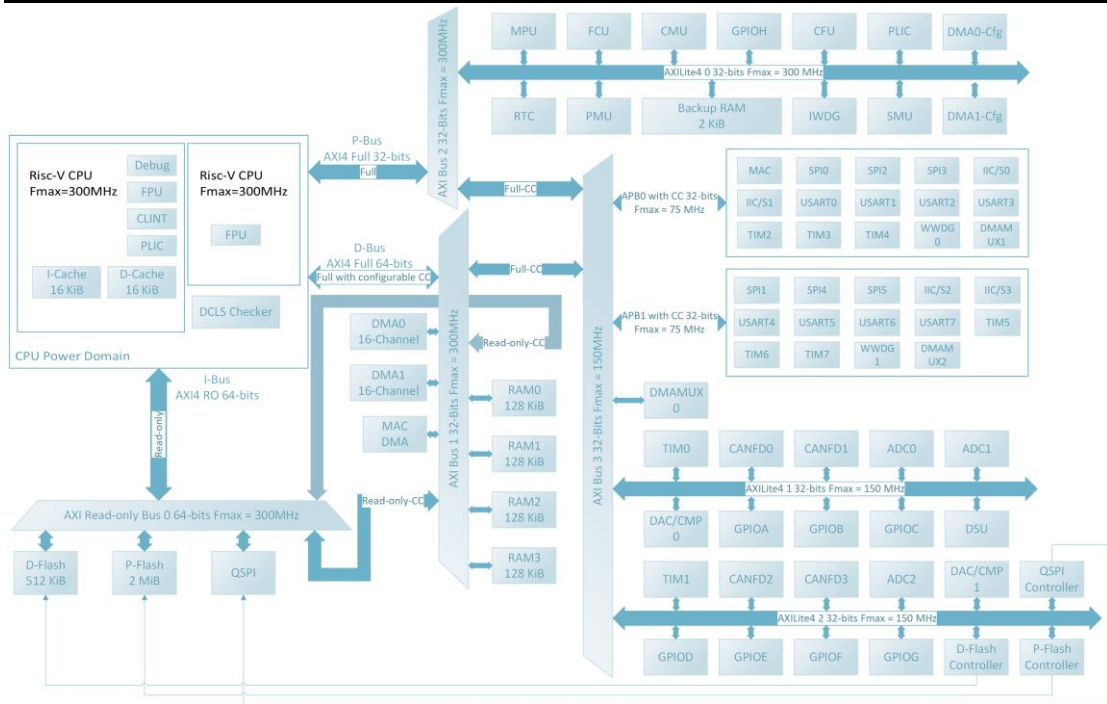 MPU
FCU
CMU
GPIOH
CFU
PLIC
DMA0-Cfg
AXILite4 0 32-bits Fmax = 300 MHz
RTC
PMU
Backup RAM
2 KiB
IWDG
SMU
DMA1-Cfg
AXI Bus 2 32-Bits Fmax = 300MHz
P-Bus
AXI4 Full 32-bits
Full
Risc-V CPU
Fmax=300MHz
Debug
FPU
CLINT
PLIC
I-Cache
16 KiB
D-Cache
16 KiB
Risc-V CPU
Fmax=300MHz
FPU
DCLS Checker
CPU Power Domain
D-Bus
AXI4 Full 64-bits
Full with configurable CC
Full-CC
Full-CC
I-Bus
AXI4 RO 64-bits
Read-only
DMA0
16-Channel
DMA1
16-Channel
MAC
DMA
AXI Bus 1 32-Bits Fmax = 300MHz
Read-only-CC
RAM0
128 KiB
RAM1
128 KiB
RAM2
128 KiB
RAM3
128 KiB
Read-only-CC
AXI Read-only Bus 0 64-bits Fmax = 300MHz
D-Flash
512 KiB
P-Flash
2 MiB
QSPI
AXI Bus 3 32-Bits Fmax = 150MHz
APB0 with CC 32-bits
Fmax = 75 MHz
MAC
SPI0
SPI2
SPI3
IIC/S0
IIC/S1
USART0
USART1
USART2
USART3
TIM2
TIM3
TIM4
WWDG
0
DMAM
UX1
APB1 with CC 32-bits
Fmax = 75 MHz
SPI1
SPI4
SPI5
IIC/S2
IIC/S3
USART4
USART5
USART6
USART7
TIM5
TIM6
TIM7
WWDG
1
DMAM
UX2
DMAMUX
0
TIM0
CANFD0
CANFD1
ADC0
ADC1
AXILite4 1 32-bits Fmax = 150 MHz
DAC/CMP
0
GPIOA
GPIOB
GPIOC
DSU
TIM1
CANFD2
CANFD3
ADC2
DAC/CMP
1
QSPI
Controller
AXILite4 2 32-bits Fmax = 150 MHz
GPIOD
GPIOE
GPIOF
GPIOG
D-Flash
Controller
P-Flash
Controller